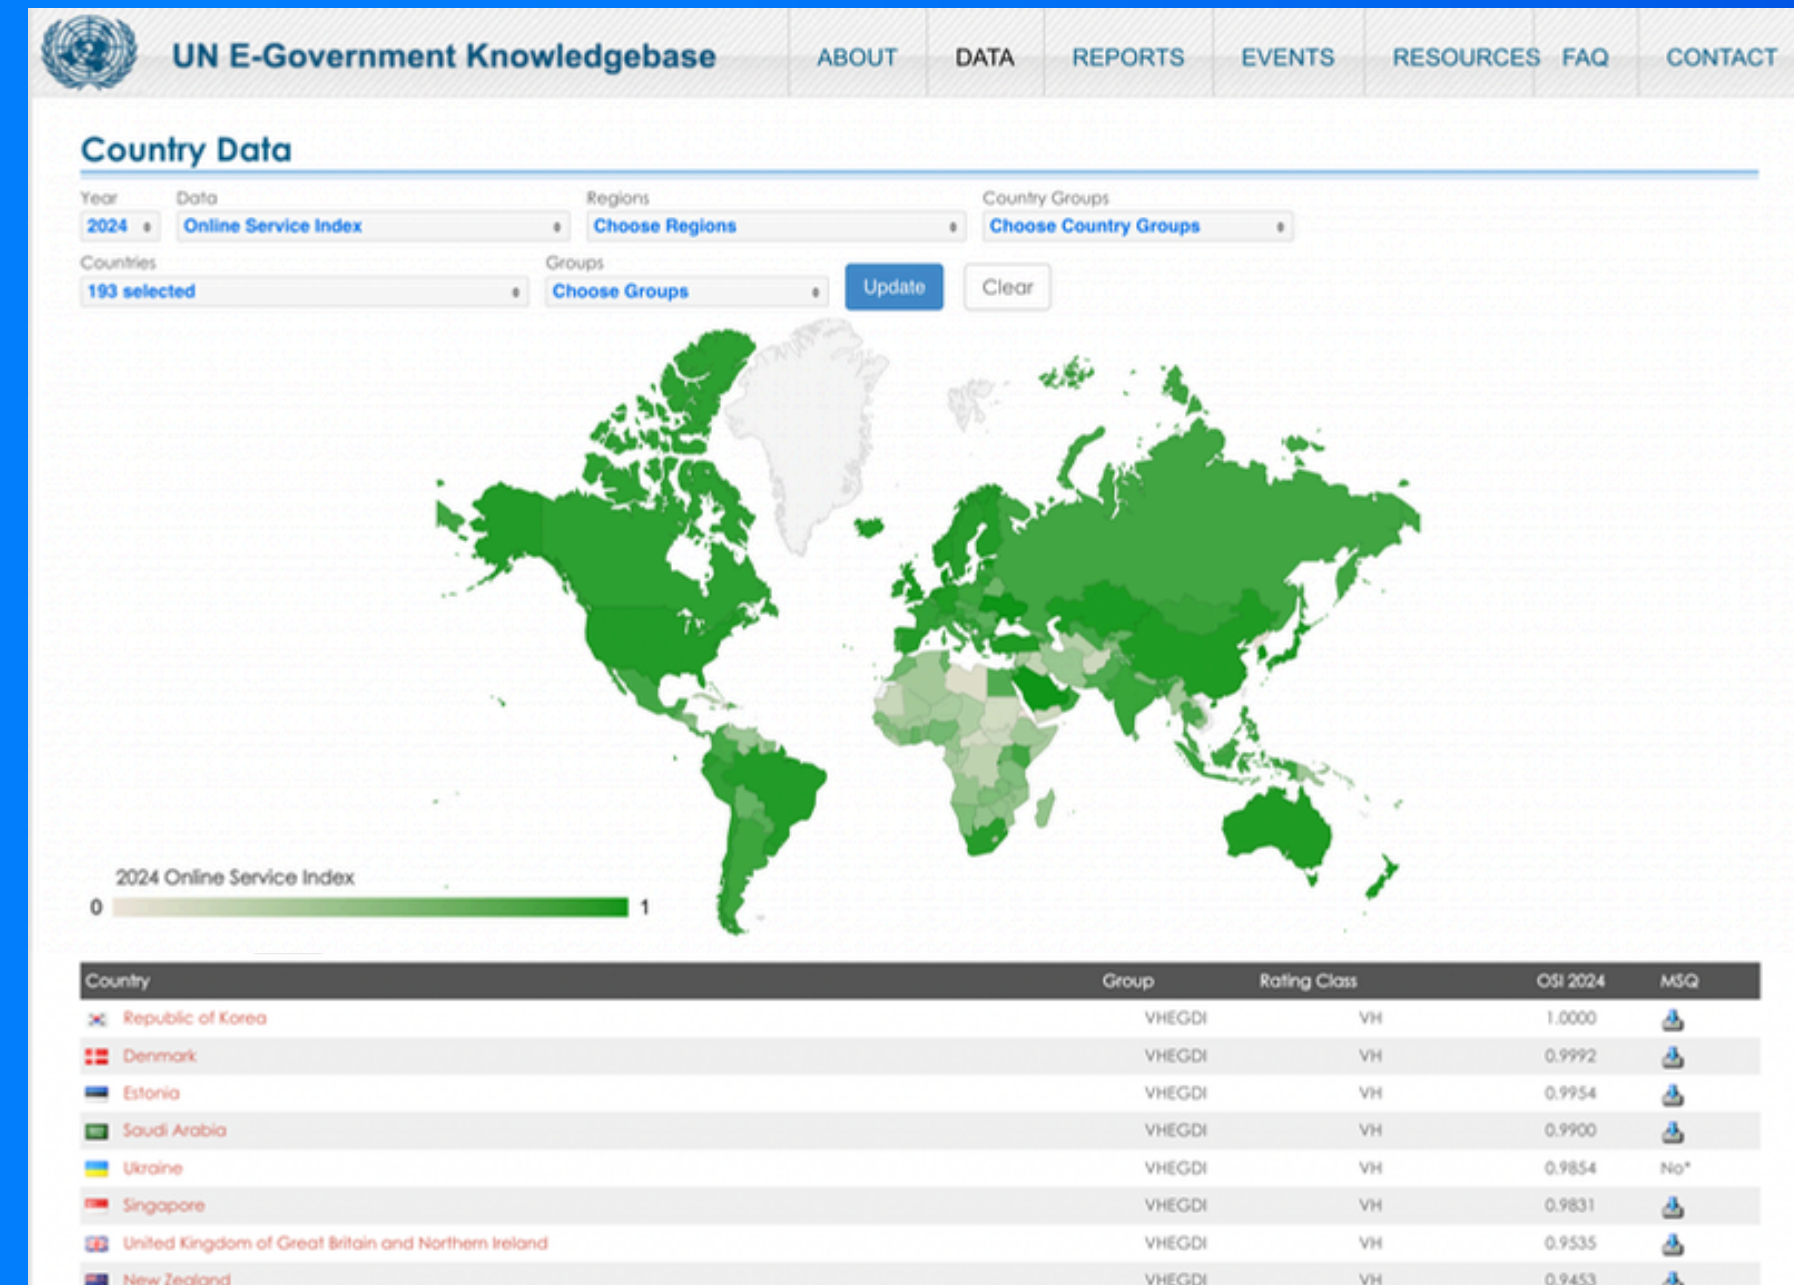 UN E-Government Knowledgebase ABOUT DATA REPORTS EVENTS RESOURCES FAQ CONTACT
Country Data
Year Data Regions Country Groups
2024 Online Service Index Choose Regions Choose Country Groups
Countries Groups
193 selected Choose Groups Update Clear
2024 Online Service Index
0 1
Country Group Rating Class OSI 2024 MSQ
Republic of Korea VHEGDI VH 1.0000
Denmark VHEGDI VH 0.9992
Estonia VHEGDI VH 0.9954
Saudi Arabia VHEGDI VH 0.9900
Ukraine VHEGDI VH 0.9854 No*
Singapore VHEGDI VH 0.9831
United Kingdom of Great Britain and Northern Ireland VHEGDI VH 0.9535
New Zealand VHEGDI VH 0.9453